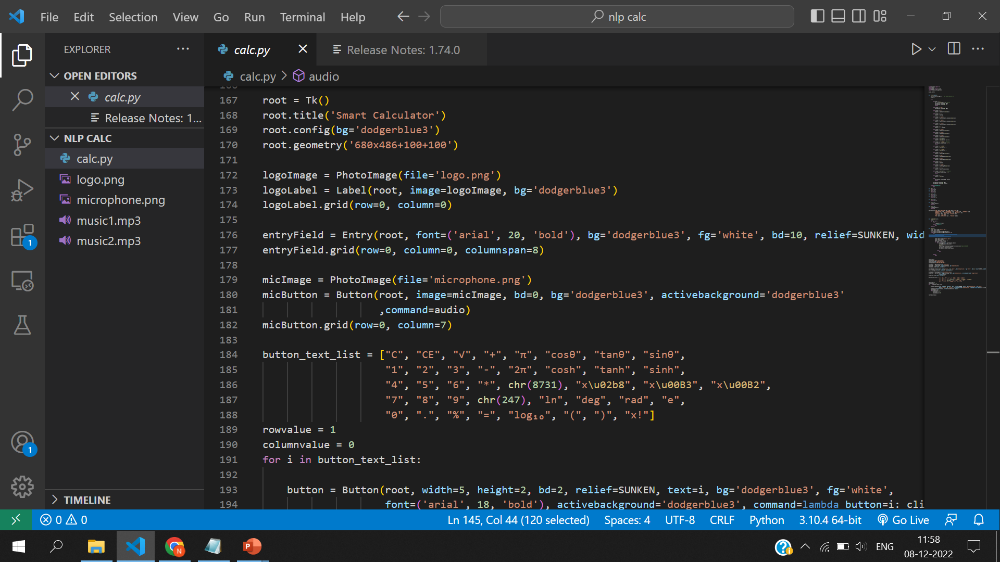 File Edit Selection View Go Run Terminal Help
nlp calc
EXPLORER
OPEN EDITORS
calc.py
Release Notes: 1...
NLP CALC
calc.py
logo.png
microphone.png
music1.mp3
music2.mp3
TIMELINE
1
1
calc.py
Release Notes: 1.74.0
calc.py > audio
167 root = Tk()
168 root.title('Smart Calculator')
169 root.config(bg='dodgerblue3')
170 root.geometry('680x486+100+100')
171
172 logoImage = PhotoImage(file='logo.png')
173 logoLabel = Label(root, image=logoImage, bg='dodgerblue3')
174 logoLabel.grid(row=0, column=0)
175
176 entryField = Entry(root, font=('arial', 20, 'bold'), bg='dodgerblue3', fg='white', bd=10, relief=SUNKEN, wid
177 entryField.grid(row=0, column=0, columnspan=8)
178
179 micImage = PhotoImage(file='microphone.png')
180 micButton = Button(root, image=micImage, bd=0, bg='dodgerblue3', activebackground='dodgerblue3'
181 ,command=audio)
182 micButton.grid(row=0, column=7)
183
184 button_text_list = ["C", "CE", "√", "+", "π", "cosθ", "tanθ", "sinθ",
185 "1", "2", "3", "-", "2π", "cosh", "tanh", "sinh",
186 "4", "5", "6", "*", chr(8731), "x\u02b8", "x\u00B3", "x\u00B2",
187 "7", "8", "9", chr(247), "ln", "deg", "rad", "e",
188 "0", ".", "%", "=", "log₁₀", "(", ")", "x!"]
189 rowvalue = 1
190 columnvalue = 0
191 for i in button_text_list:
192
193 button = Button(root, width=5, height=2, bd=2, relief=SUNKEN, text=i, bg='dodgerblue3', fg='white',
194 font=('arial', 18, 'bold'), activebackground='dodgerblue3', command=lambda button=i: cli
0 0 Ln 145, Col 44 (120 selected) Spaces: 4 UTF-8 CRLF Python 3.10.4 64-bit Go Live
ENG
11:58
08-12-2022